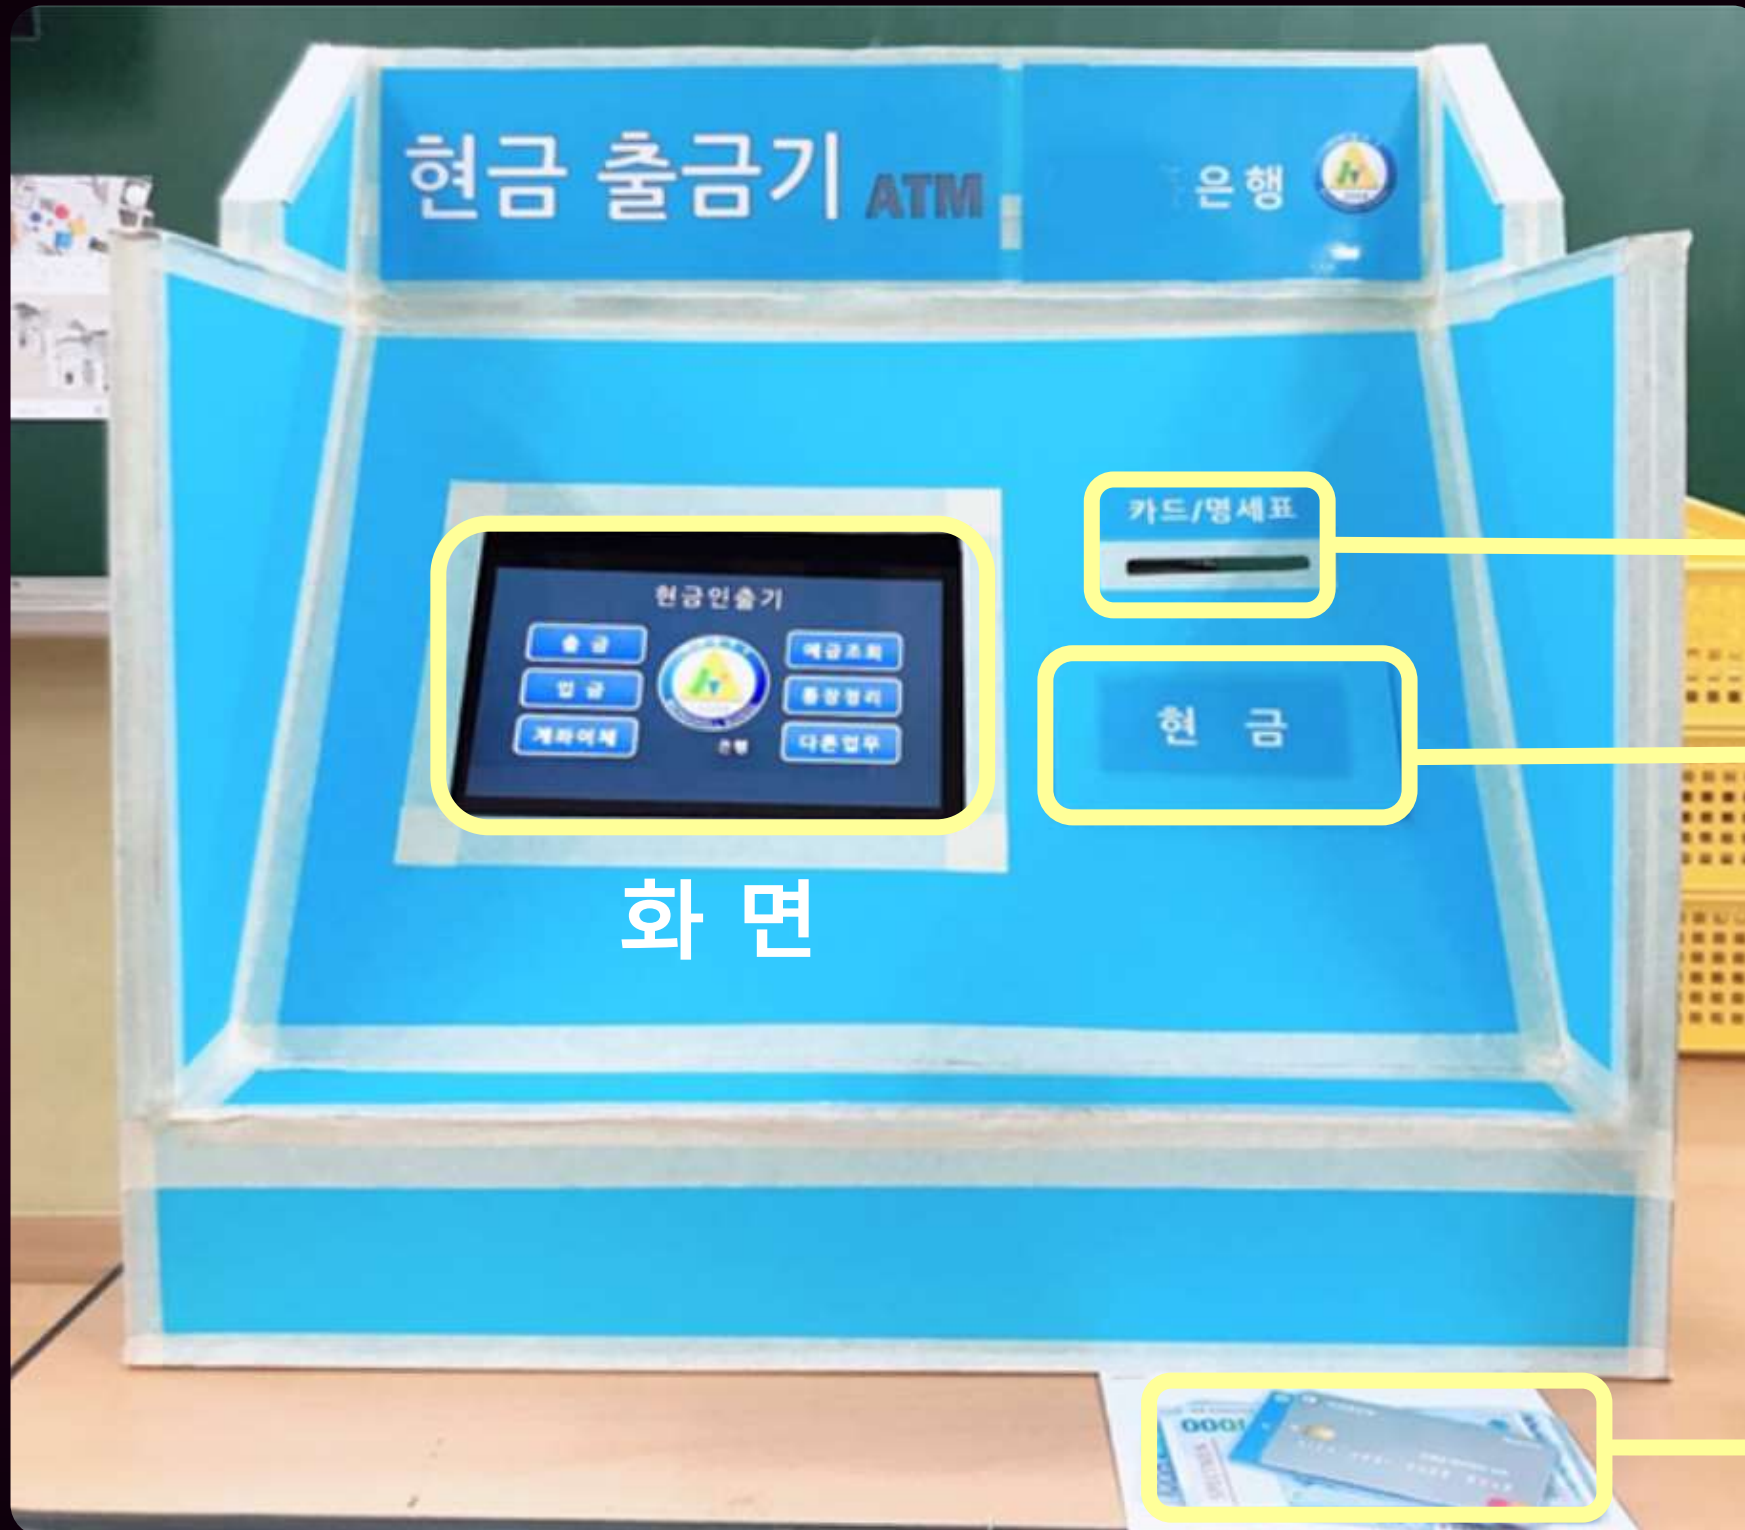 현금 출금기 ATM
은행
카드/명세표
현금인출기
출 금
예금조회
입 금
통장정리
계좌이체
다른업무
은행
현 금
화 면